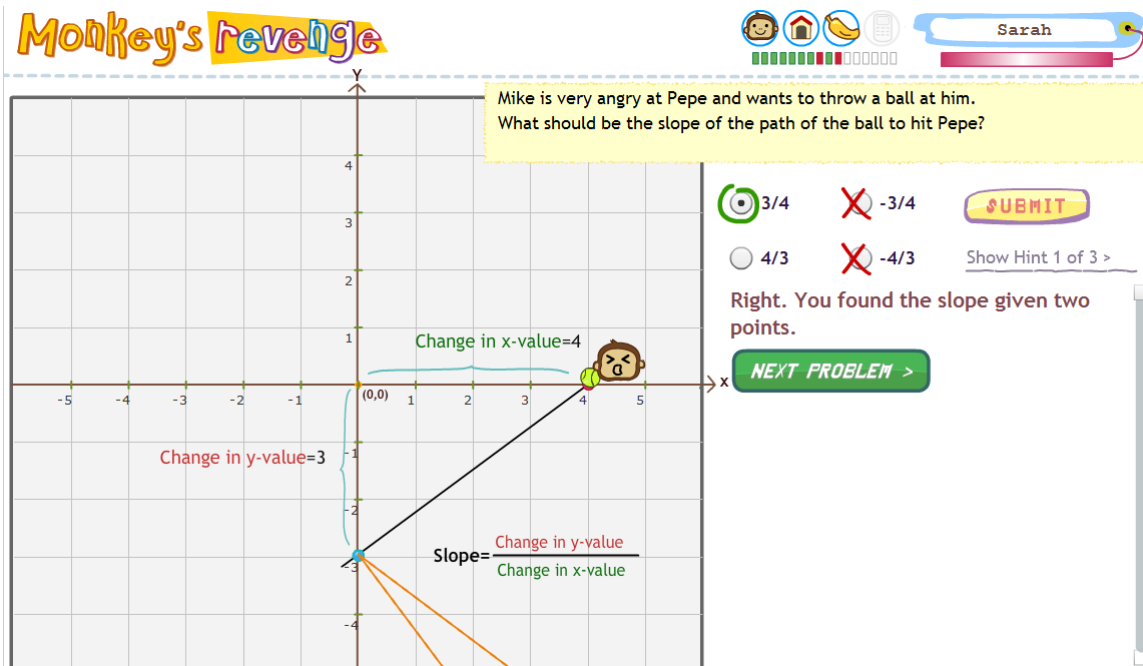 Monkey's revenge
Sarah
Mike is very angry at Pepe and wants to throw a ball at him.
What should be the slope of the path of the ball to hit Pepe?
3/4
-3/4
SUBMIT
4/3
-4/3
Show Hint 1 of 3 >
Right. You found the slope given two
points.
NEXT PROBLEM >
Y
4
3
2
1
Change in x-value=4
X
-5
-4
-3
-2
-1
(0,0)
1
2
3
4
5
-1
Change in y-value=3
-2
Slope=
Change in y-value
Change in x-value
-3
-4